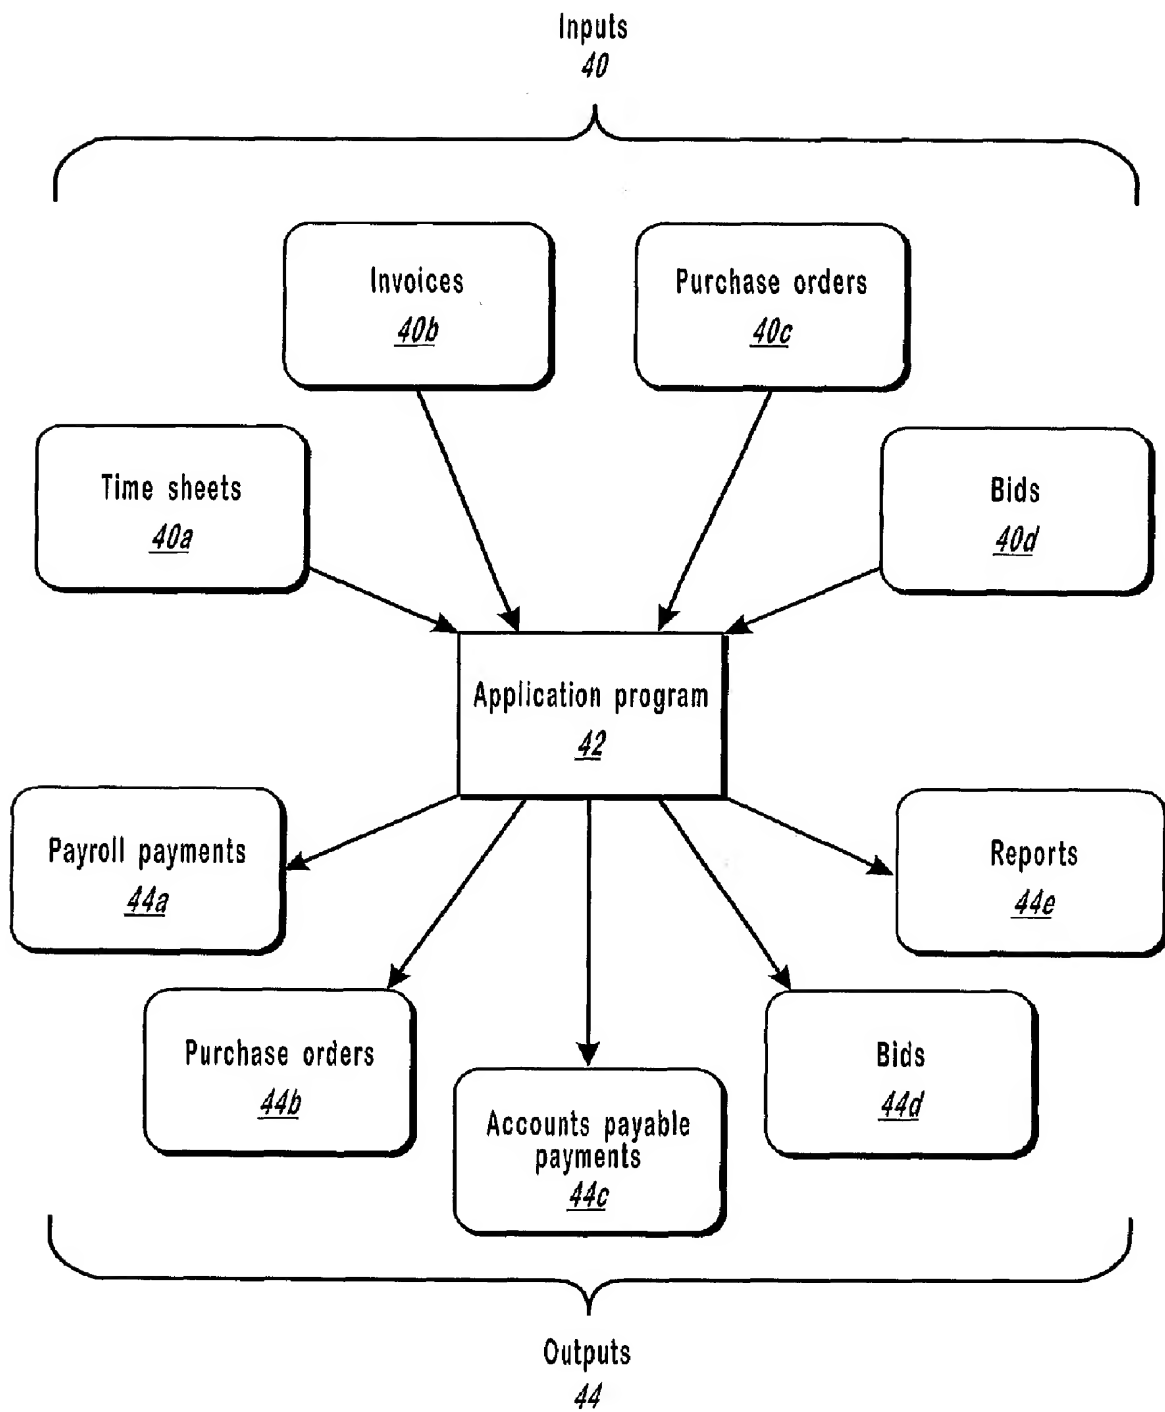 Inputs
40
Invoices
40b
Purchase orders
40c
Time sheets
40a
Bids
40d
Application program
42
Payroll payments
44a
Reports
44e
Purchase orders
44b
Accounts payable
payments
44c
Bids
44d
Outputs
44